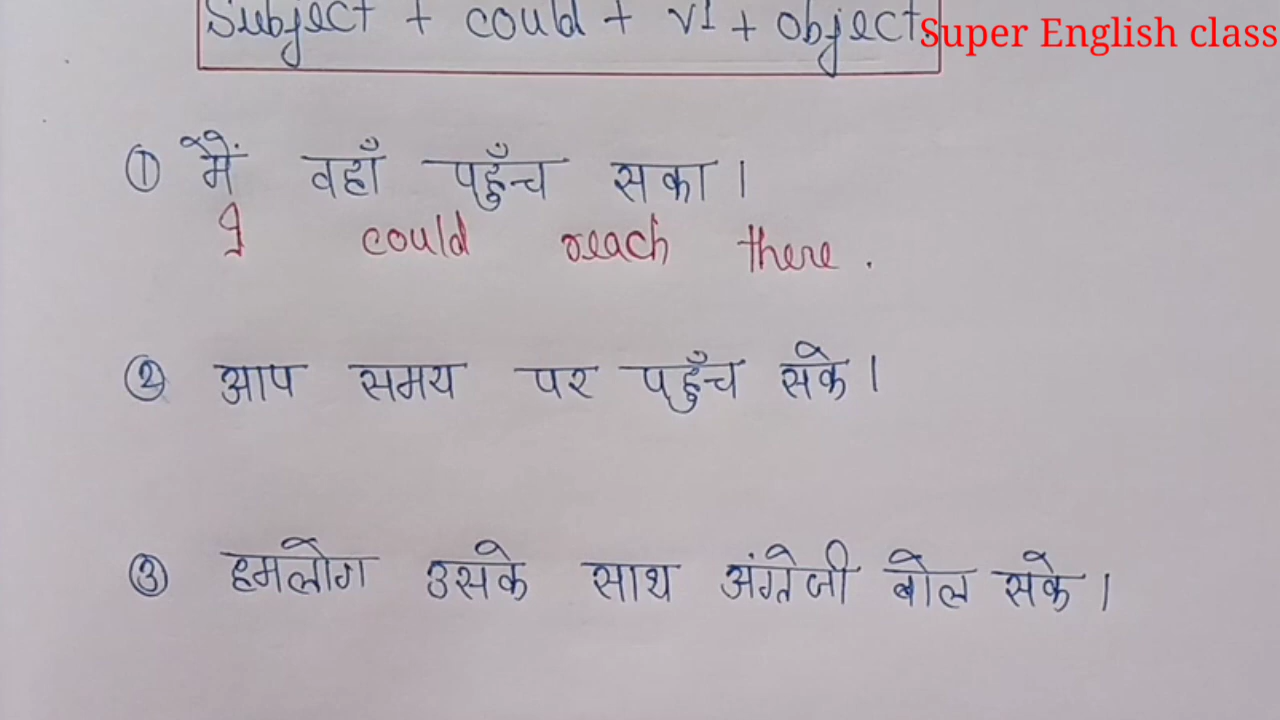 Subject + could + v1 + object.
Super English class
① मैं वहाँ पहुँच सका।
I could reach there.
② आप समय पर पहुँच सके।
③ हमलोग उसके साथ अंग्रेजी बोल सके।